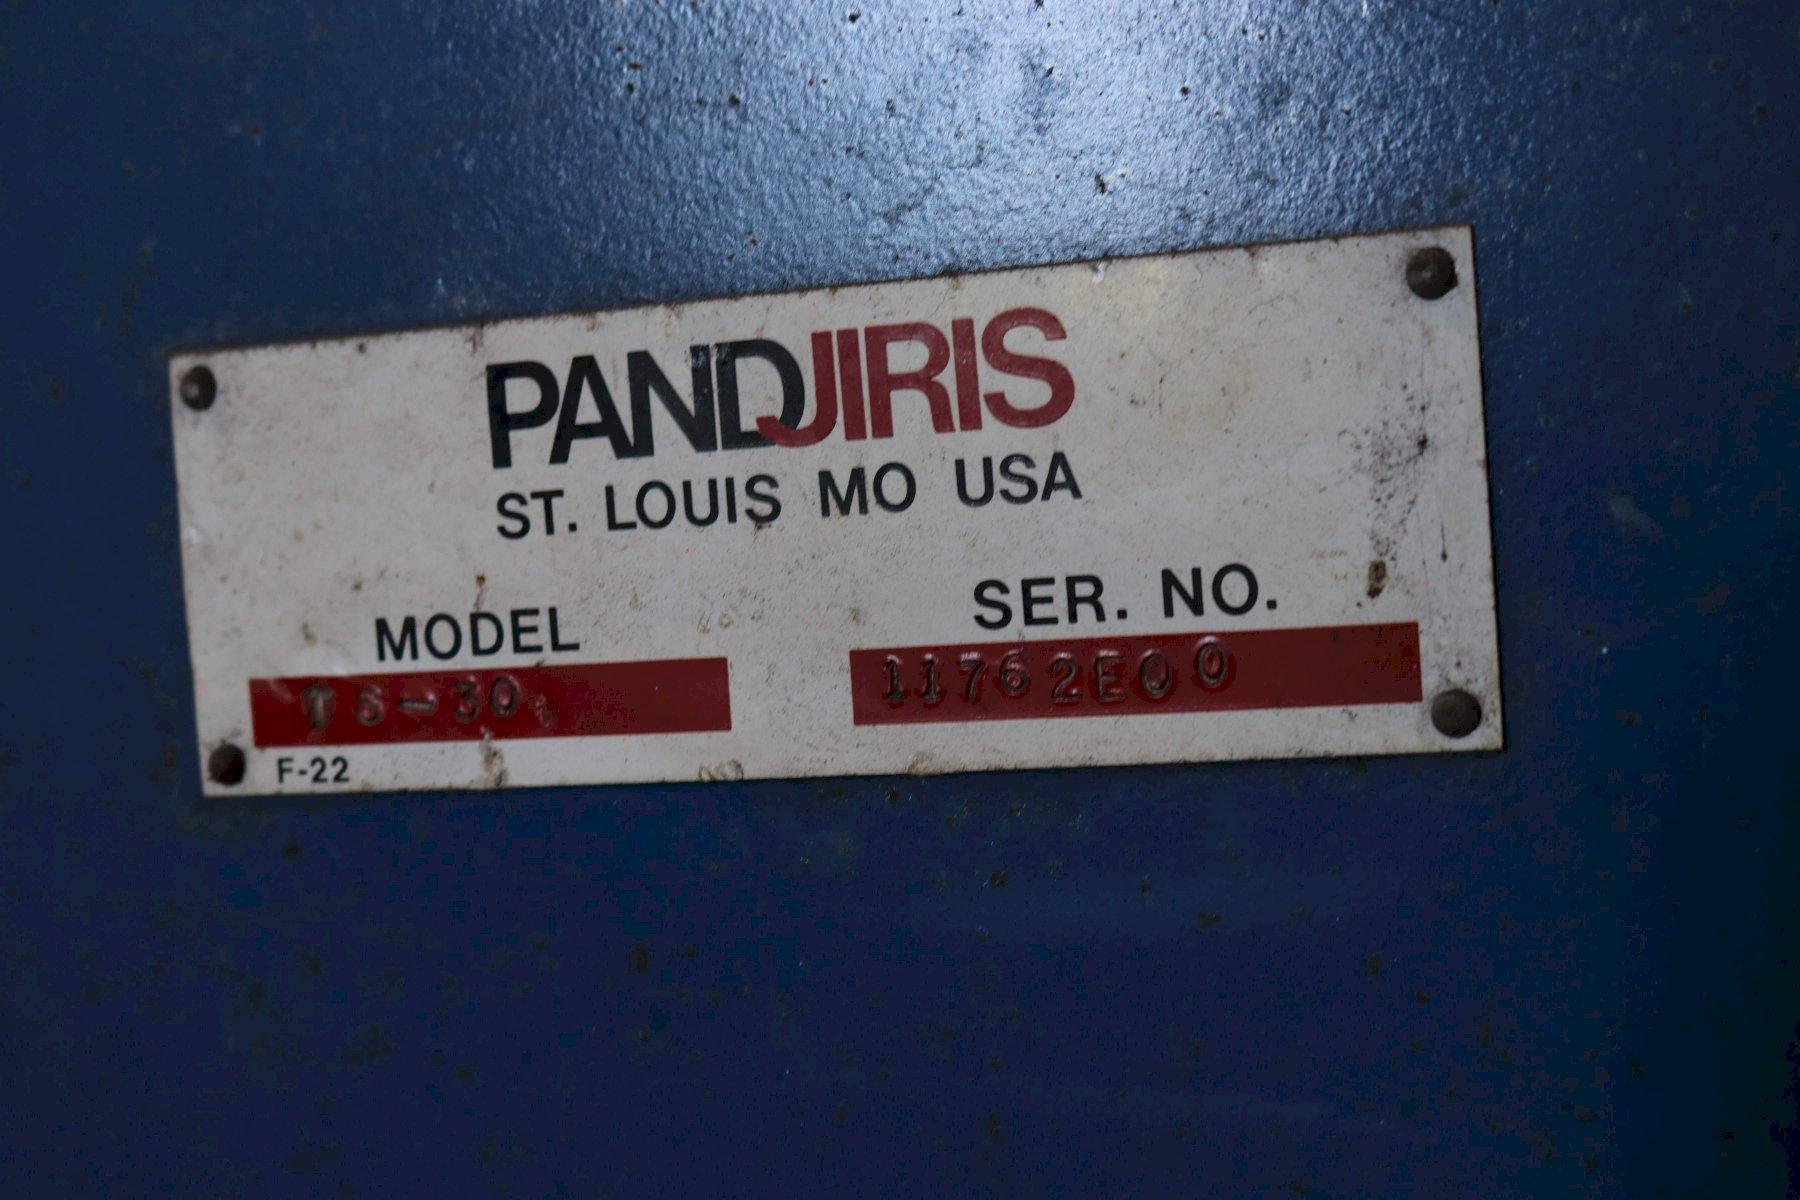 PANDJIRIS
ST. LOUIS MO USA
MODEL SER. NO.
TS-30 11762E00
F-22